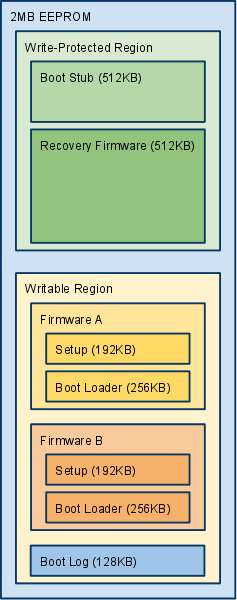 2MB EEPROM
Write-Protected Region
Boot Stub (512KB)
Recovery Firmware (512KB)
Writable Region
Firmware A
Setup (192KB)
Boot Loader (256KB)
Firmware B
Setup (192KB)
Boot Loader (256KB)
Boot Log (128KB)